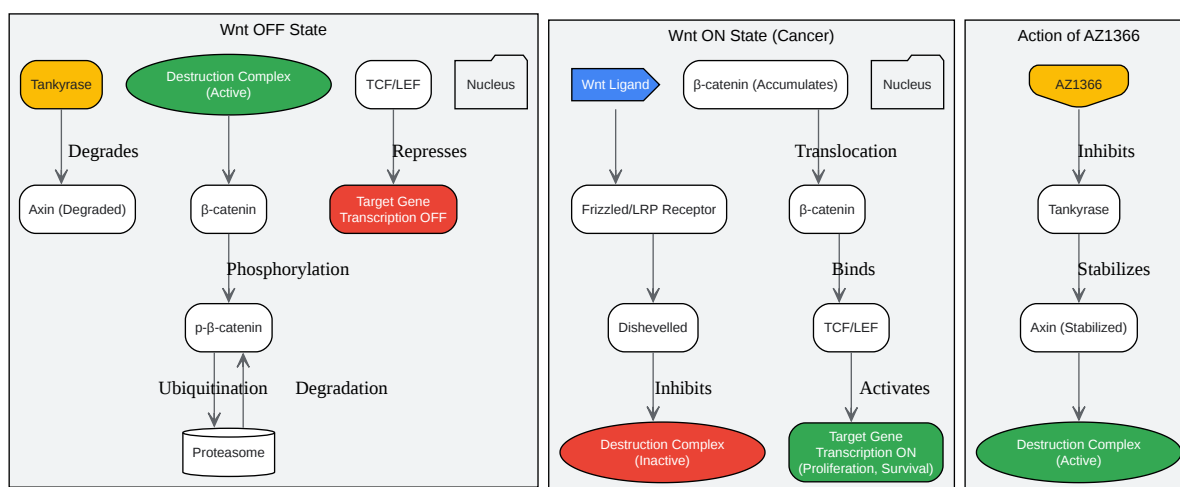 Wnt OFF State
Tankyrase
Destruction Complex
(Active)
TCF/LEF
Nucleus
Degrades
Represses
Axin (Degraded)
β-catenin
Target Gene
Transcription OFF
Phosphorylation
p-β-catenin
Ubiquitination
Degradation
Proteasome
Wnt ON State (Cancer)
Wnt Ligand
β-catenin (Accumulates)
Nucleus
Translocation
Frizzled/LRP Receptor
β-catenin
Binds
Dishevelled
TCF/LEF
Inhibits
Activates
Destruction Complex
(Inactive)
Target Gene
Transcription ON
(Proliferation, Survival)
Action of AZ1366
AZ1366
Inhibits
Tankyrase
Stabilizes
Axin (Stabilized)
Destruction Complex
(Active)